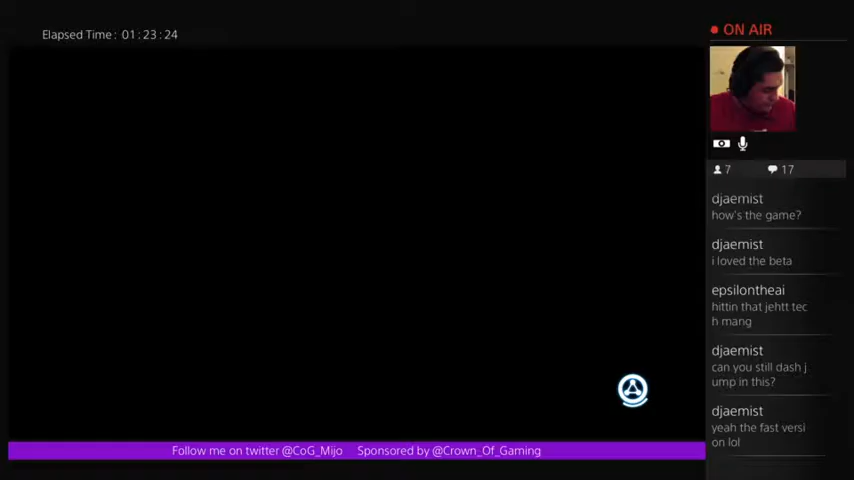 Elapsed Time: 01:23:24
ON AIR
7 17
djaemist
how's the game?
djaemist
i loved the beta
epsilontheai
hittin that jehtt tec
h mang
djaemist
can you still dash j
ump in this?
djaemist
yeah the fast versi
on lol
Follow me on twitter @CoG_Mijo Sponsored by @Crown_Of_Gaming